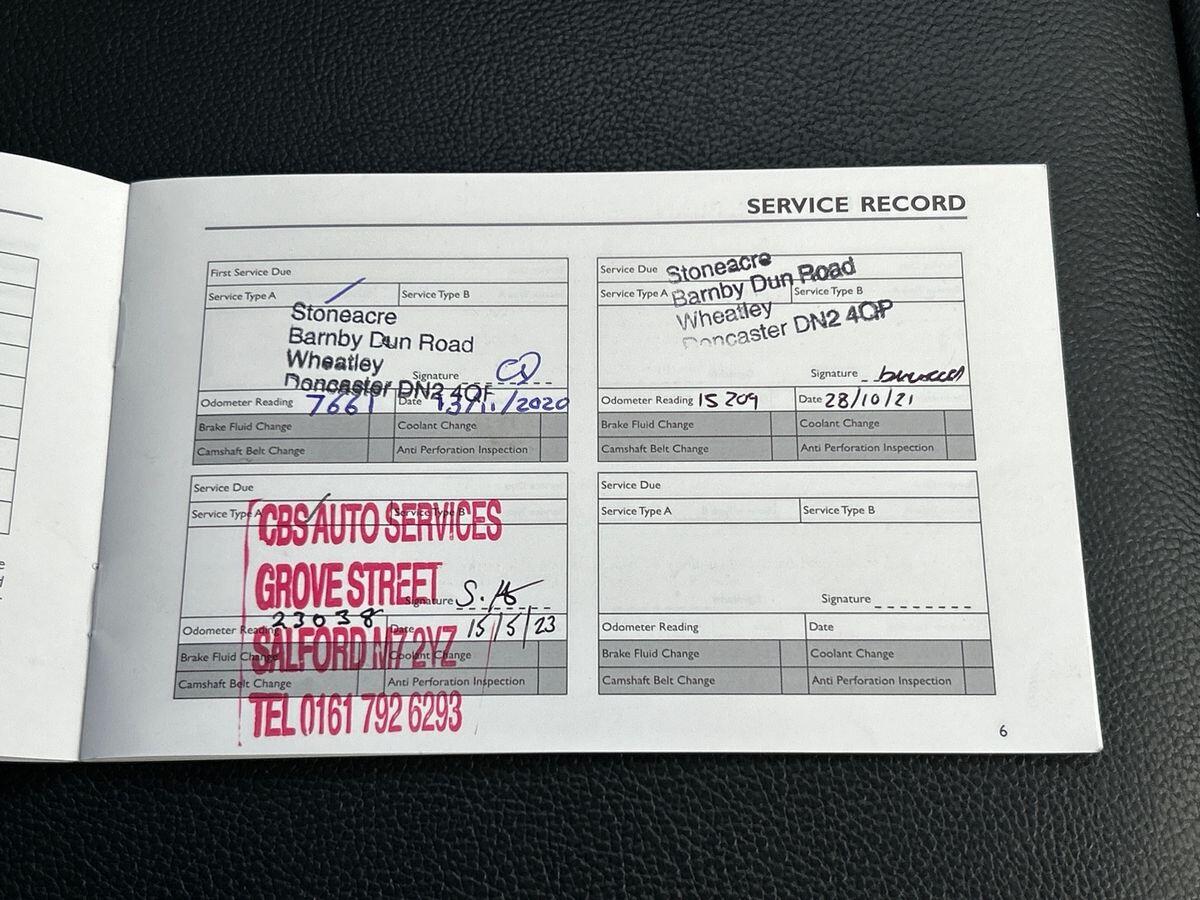 SERVICE RECORD
First Service Due
Service Type A
Service Type B
Stoneacre
Barnby Dun Road
Wheatley
Doncaster DN2 4QF
Signature
Odometer Reading 7661
Date 13/11/2020
Brake Fluid Change
Coolant Change
Camshaft Belt Change
Anti Perforation Inspection
Service Due
Stoneacre
Service Type A
Barnby Dun Road
Service Type B
Wheatley
Doncaster DN2 4QP
Signature
Odometer Reading 15209
Date 28/10/21
Brake Fluid Change
Coolant Change
Camshaft Belt Change
Anti Perforation Inspection
Service Due
Service Type A
Service Type B
CBS AUTO SERVICES
GROVE STREET
Signature
Odometer Reading 23038
Date 15/5/23
SALFORD M7 2YZ
Brake Fluid Change
Coolant Change
Camshaft Belt Change
Anti Perforation Inspection
TEL 0161 792 6293
Service Due
Service Type A
Service Type B
Signature
Odometer Reading
Date
Brake Fluid Change
Coolant Change
Camshaft Belt Change
Anti Perforation Inspection
6